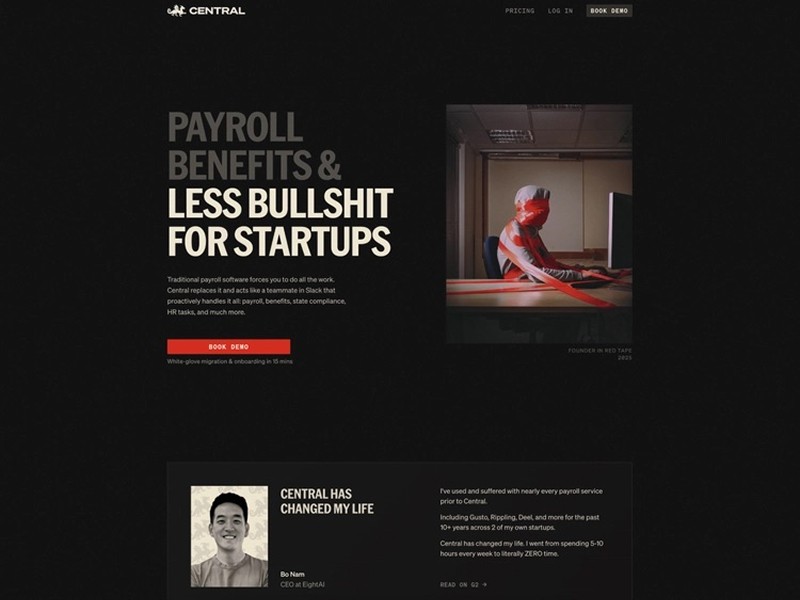 CENTRAL
PRICING
LOG IN
BOOK DEMO
PAYROLL
BENEFITS &
LESS BULLSHIT
FOR STARTUPS
Traditional payroll software forces you to do all the work.
Central replaces it and acts like a teammate in Slack that
proactively handles it all: payroll, benefits, state compliance,
HR tasks, and much more.
BOOK DEMO
White-glove migration & onboarding in 15 mins
FOUNDER IN RED TAPE
2025
CENTRAL HAS
CHANGED MY LIFE
Bo Nam
CEO at EightAI
I've used and suffered with nearly every payroll service
prior to Central.
Including Gusto, Rippling, Deel, and more for the past
10+ years across 2 of my own startups.
Central has changed my life. I went from spending 5-10
hours every week to literally ZERO time.
READ ON G2 →